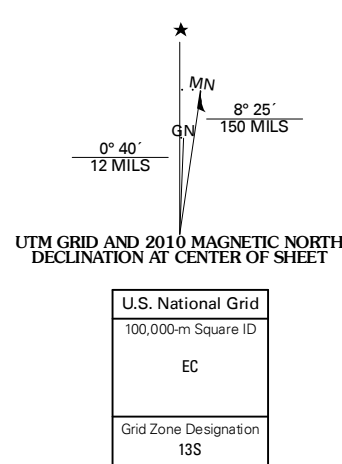 ★
MN
8° 25´
150 MILS
GN
0° 40´
12 MILS
UTM GRID AND 2010 MAGNETIC NORTH
DECLINATION AT CENTER OF SHEET
U.S. National Grid
100,000-m Square ID
EC
Grid Zone Designation
13S